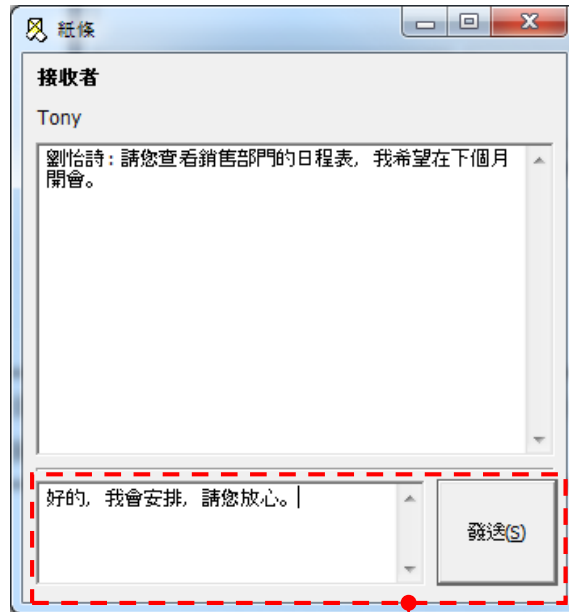 紙條
接收者
Tony
劉怡詩：請您查看銷售部門的日程表，我希望在下個月
開會。
好的，我會安排，請您放心。
發送(S)